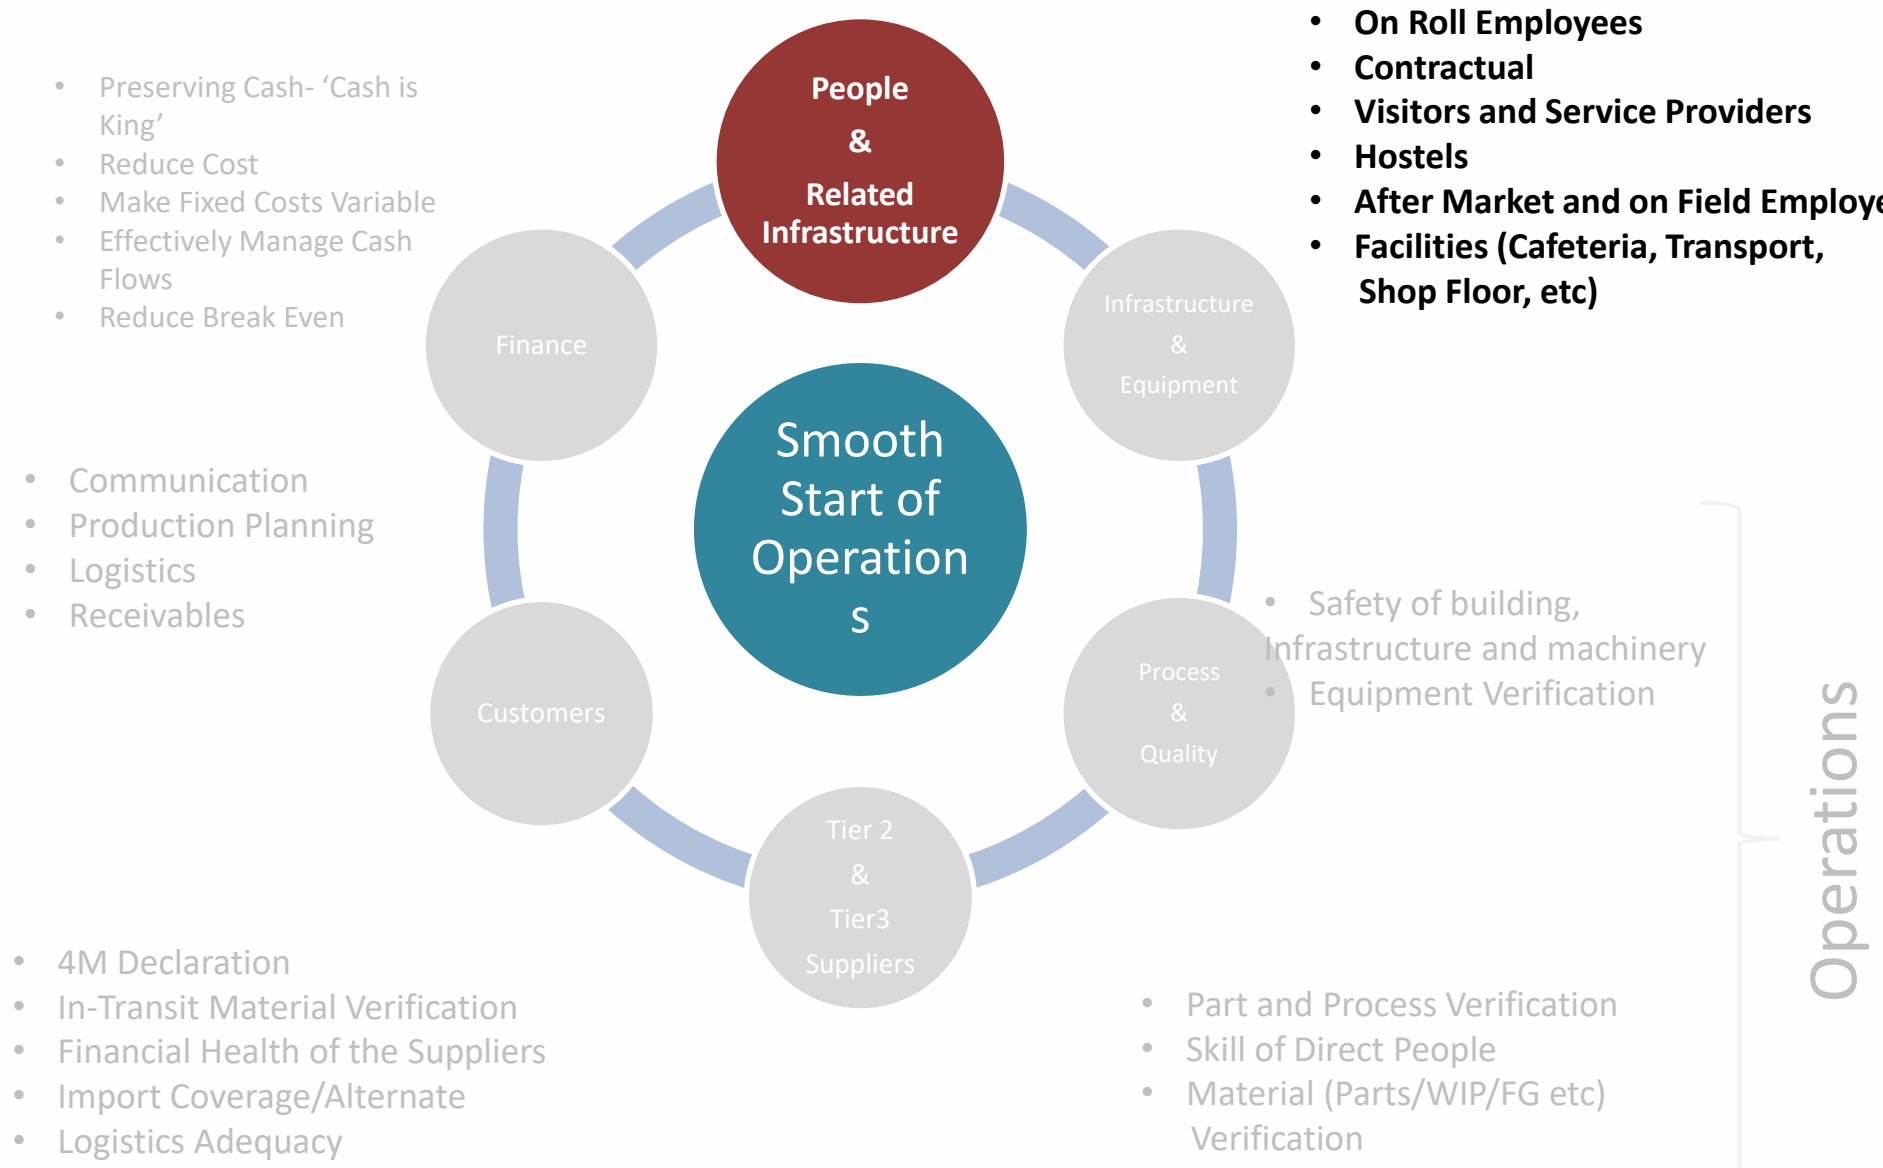 • On Roll Employees
• Contractual
• Visitors and Service Providers
• Hostels
• After Market and on Field Employe
• Facilities (Cafeteria, Transport,
Shop Floor, etc)
People
&
Related
Infrastructure
• Preserving Cash- ‘Cash is
King’
• Reduce Cost
• Make Fixed Costs Variable
• Effectively Manage Cash
Flows
• Reduce Break Even
Finance
Infrastructure
&
Equipment
Smooth
Start of
Operation
s
• Communication
• Production Planning
• Logistics
• Receivables
Customers
Process
&
Quality
• Safety of building,
Infrastructure and machinery
• Equipment Verification
Operations
Tier 2
&
Tier3
Suppliers
• 4M Declaration
• In-Transit Material Verification
• Financial Health of the Suppliers
• Import Coverage/Alternate
• Logistics Adequacy
• Part and Process Verification
• Skill of Direct People
• Material (Parts/WIP/FG etc)
Verification